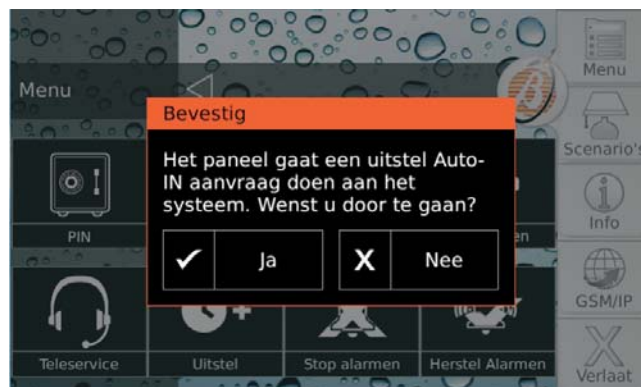 Menu
Menu
Bevestig
Het paneel gaat een uitstel Auto-
IN aanvraag doen aan het
systeem. Wenst u door te gaan?
Ja
X
Nee
PIN
en
Scenario's
Info
GSM/IP
Verlaat
Teleservice
Uitstel
Stop alarmen
Herstel Alarmen